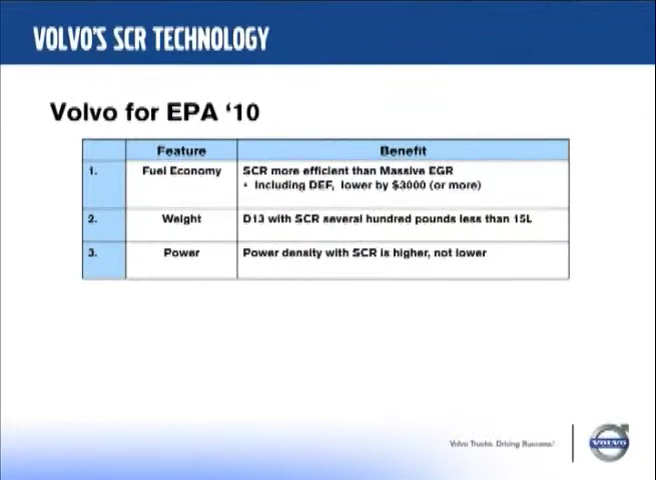 VOLVO'S SCR TECHNOLOGY
Volvo for EPA ‘10
Feature Benefit
1. Fuel Economy SCR more efficient than Massive EGR
• Including DEF, lower by $3000 (or more)
2. Weight D13 with SCR several hundred pounds less than 15L
3. Power Power density with SCR is higher, not lower
Volvo Trucks. Driving Success.®
VOLVO